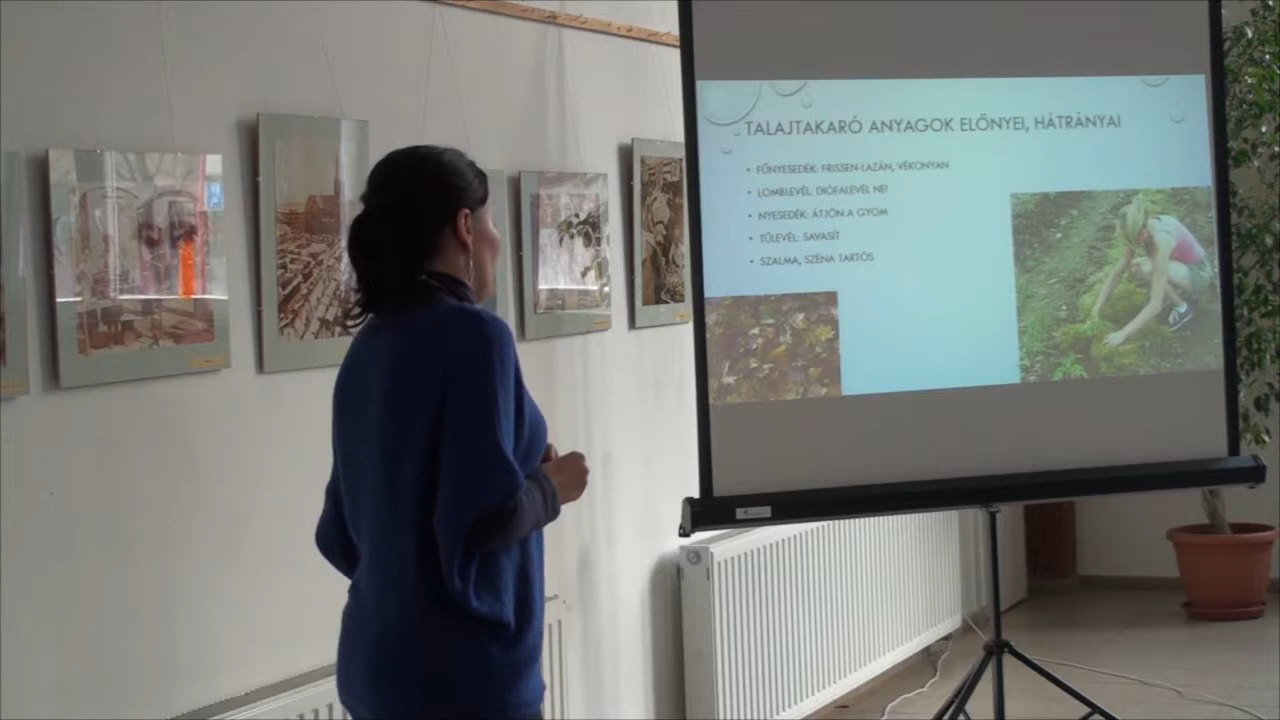 TALAJTAKARÓ ANYAGOK ELŐNYEI, HÁTRÁNYAI
• FŰNYESEDÉK: FRISSEN-LAZÁN, VÉKONYAN
• LOMBLEVÉL: DIÓFALEVÉL NE!
• NYESEDÉK: ÁTJÖN A GYOM
• TŰLEVÉL: SAVASÍT
• SZALMA, SZÉNA TARTÓS